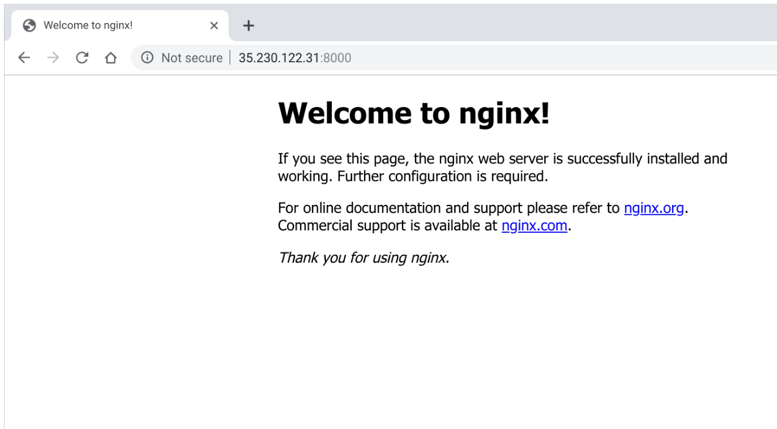 Welcome to nginx!
Not secure | 35.230.122.31:8000
Welcome to nginx!
If you see this page, the nginx web server is successfully installed and
working. Further configuration is required.
For online documentation and support please refer to nginx.org.
Commercial support is available at nginx.com.
Thank you for using nginx.